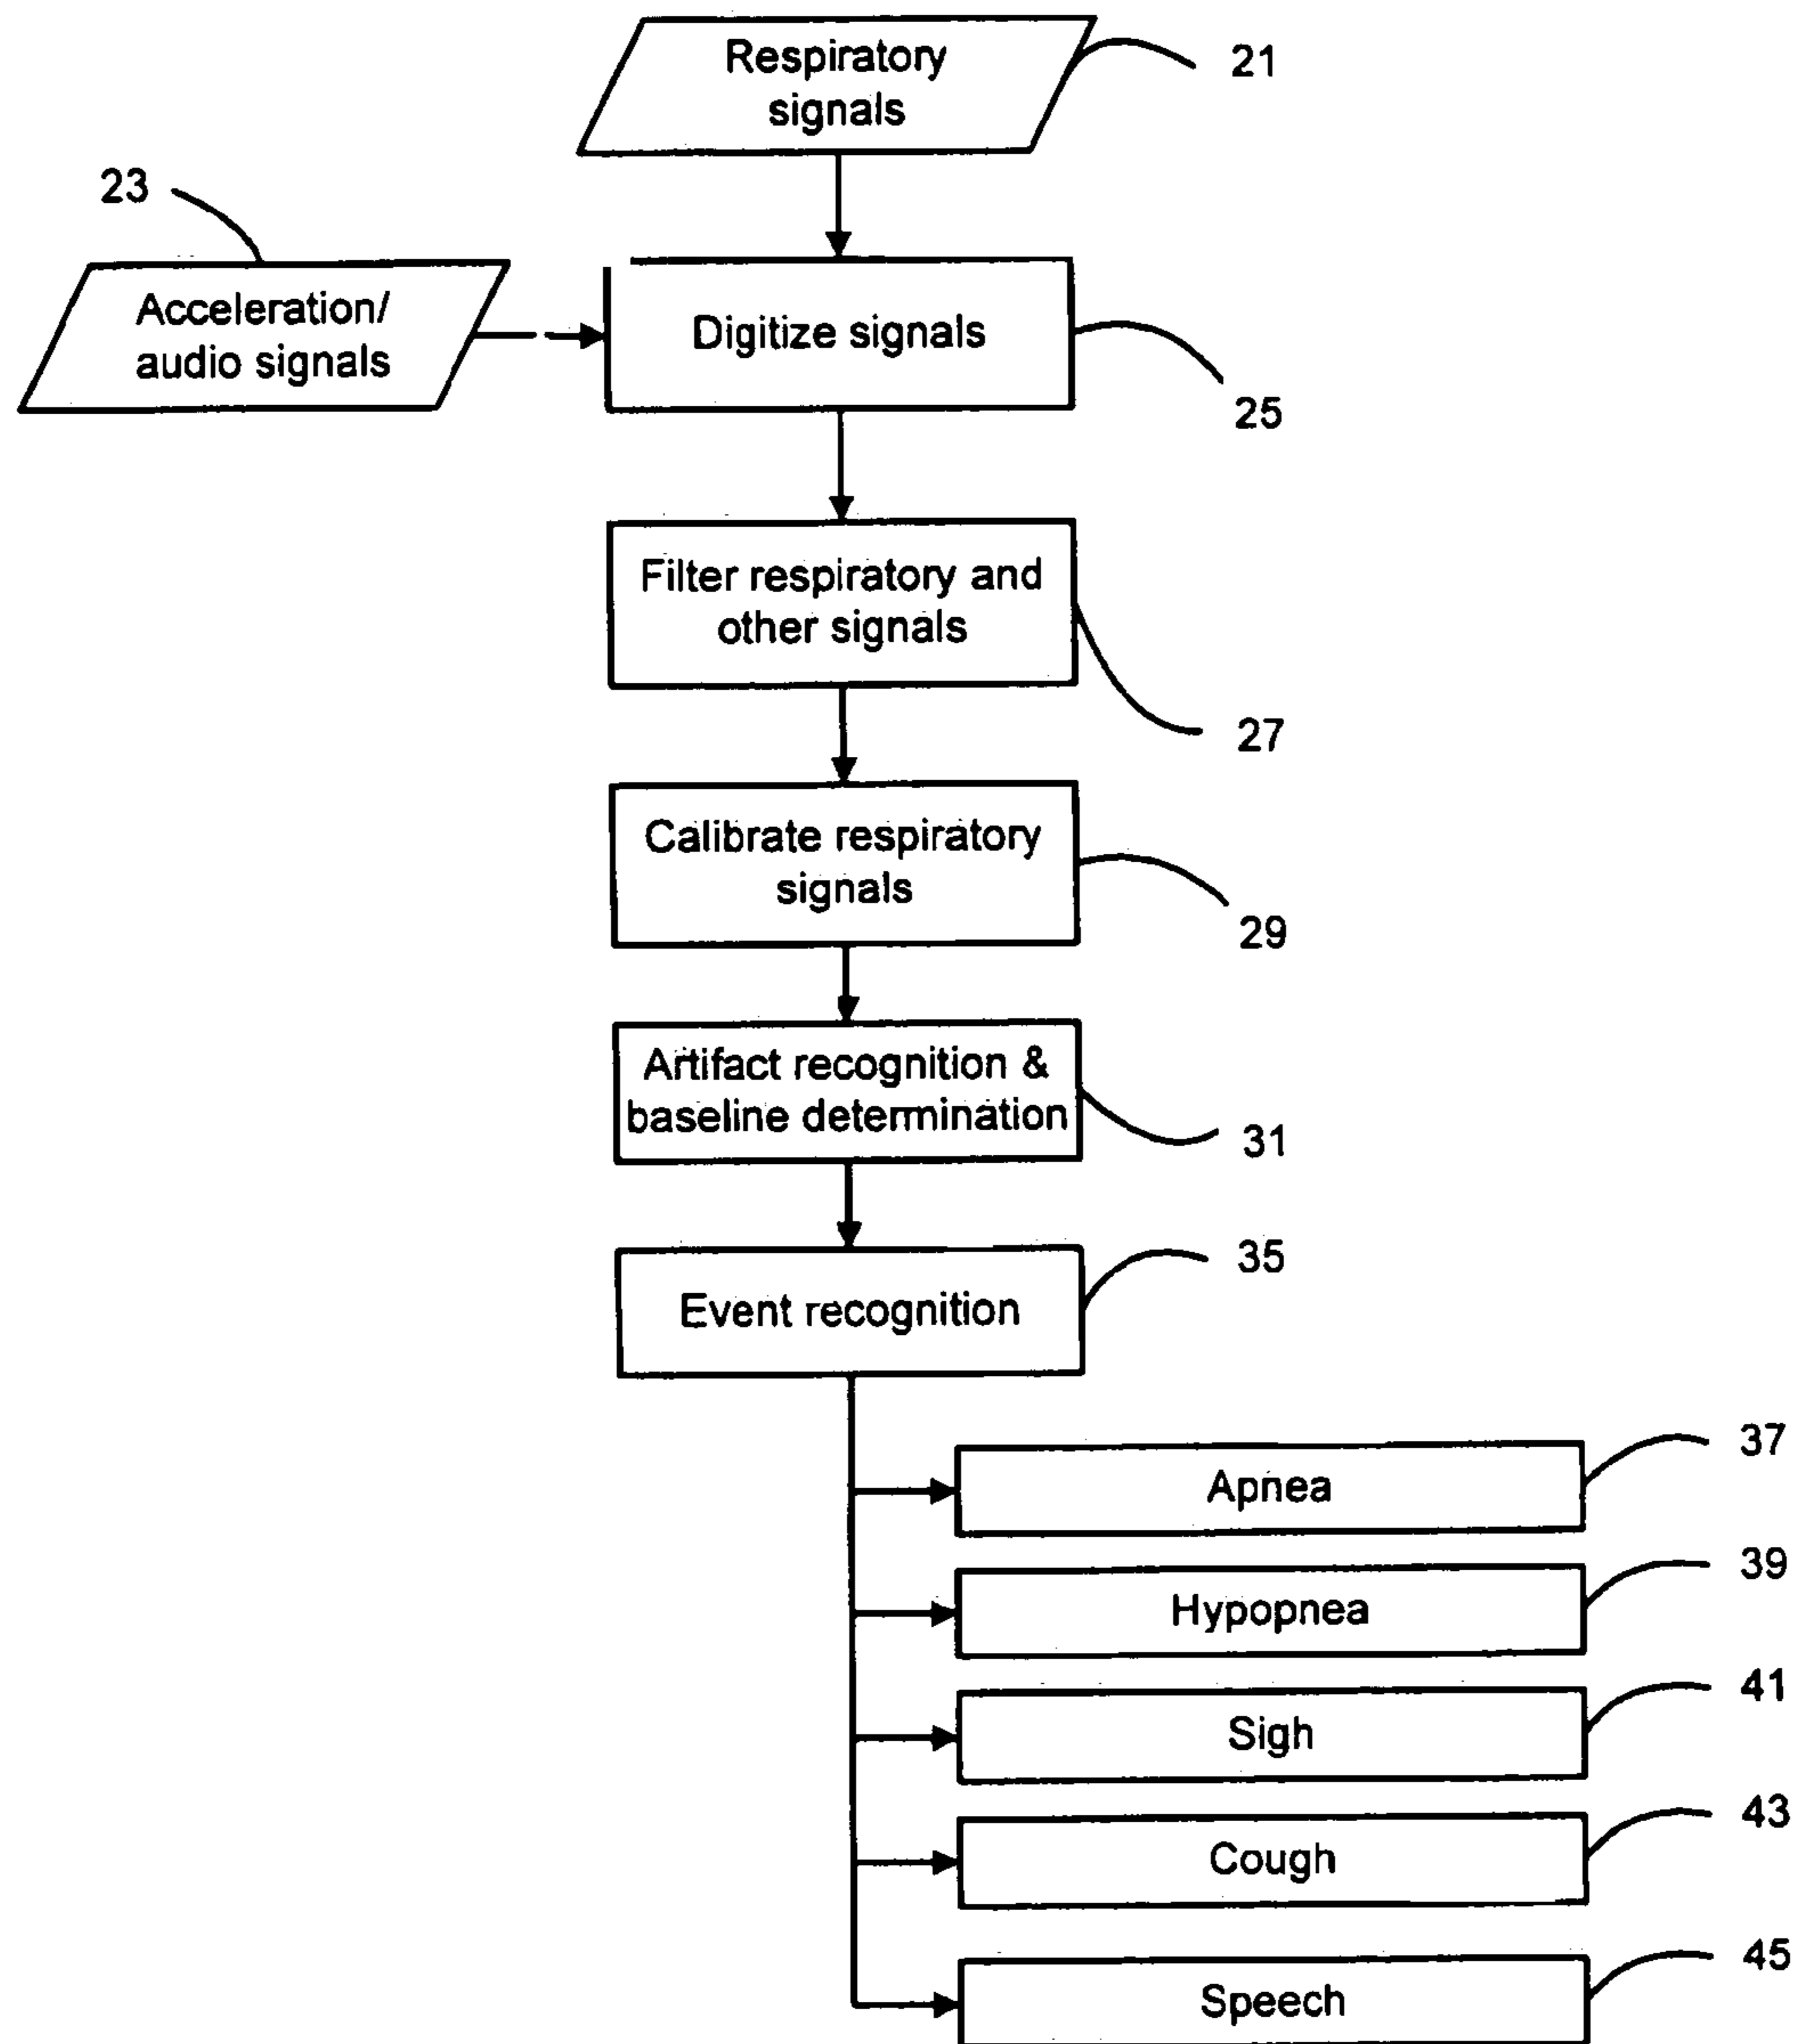 Respiratory
signals
21
23
Acceleration/
audio signals
Digitize signals
25
Filter respiratory and
other signals
27
Calibrate respiratory
signals
29
Artifact recognition &
baseline determination
31
35
Event recognition
37
Apnea
39
Hypopnea
41
Sigh
43
Cough
45
Speech